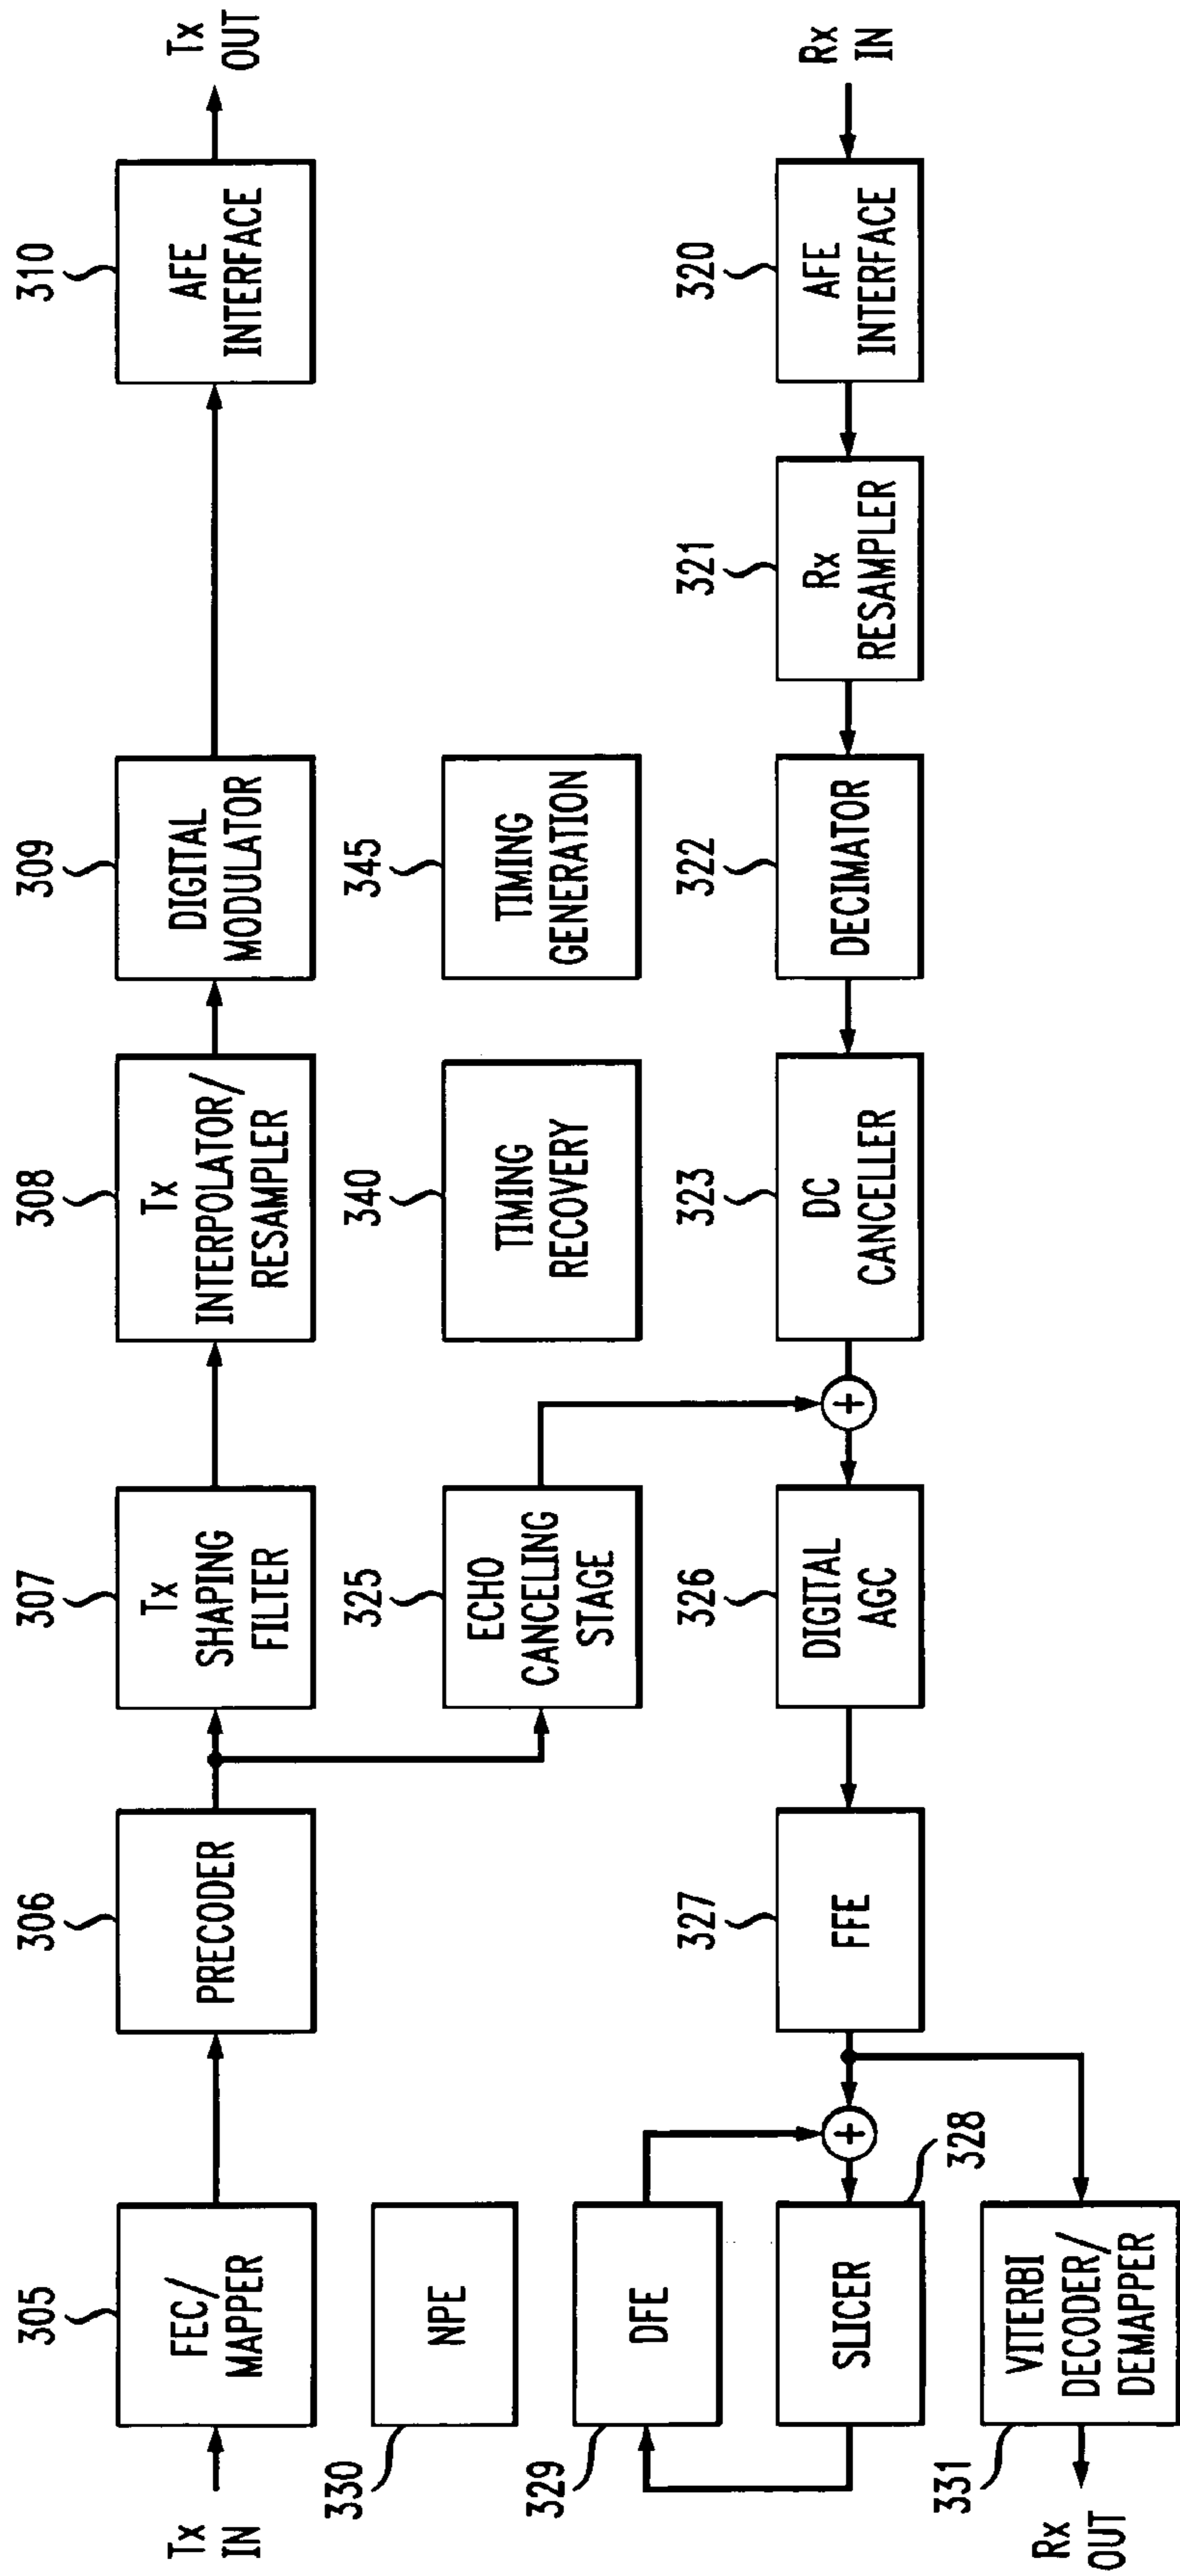 Tx
IN
305
FEC/
MAPPER
306
PRECODER
307
Tx
SHAPING
FILTER
308
Tx
INTERPOLATOR/
RESAMPLER
309
DIGITAL
MODULATOR
310
AFE
INTERFACE
Tx
OUT
330
NPE
325
ECHO
CANCELING
STAGE
340
TIMING
RECOVERY
345
TIMING
GENERATION
329
DFE
328
SLICER
327
FFE
326
DIGITAL
AGC
323
DC
CANCELLER
322
DECIMATOR
321
Rx
RESAMPLER
320
AFE
INTERFACE
Rx
IN
331
VITERBI
DECODER/
DEMAPPER
Rx
OUT
+
+